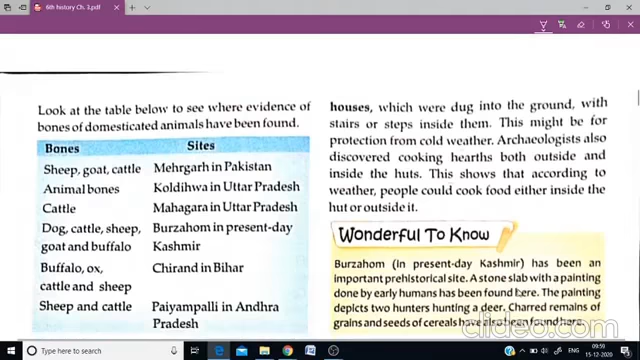 6th history Ch. 3.pdf
Look at the table below to see where evidence of
bones of domesticated animals have been found.
Bones Sites
Sheep, goat, cattle Mehrgarh in Pakistan
Animal bones Koldihwa in Uttar Pradesh
Cattle Mahagara in Uttar Pradesh
Dog, cattle, sheep, Burzahom in present-day
goat and buffalo Kashmir
Buffalo, ox, Chirand in Bihar
cattle and sheep
Sheep and cattle Paiyampalli in Andhra
Pradesh
houses, which were dug into the ground, with
stairs or steps inside them. This might be for
protection from cold weather. Archaeologists also
discovered cooking hearths both outside and
inside the huts. This shows that according to
weather, people could cook food either inside the
hut or outside it.
Wonderful To Know
Burzahom (in present-day Kashmir) has been an
important prehistorical site. A stone slab with a painting
done by early humans has been found here. The painting
depicts two hunters hunting a deer. Charred remains of
grains and seeds of cereals have also been found here.
clideo.com
Type here to search
09:59
15-12-2020